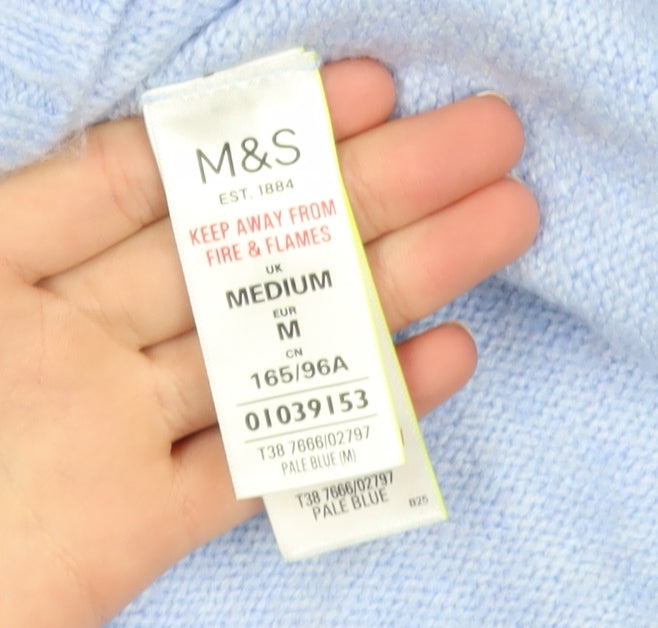 M&S
EST. 1884
KEEP AWAY FROM
FIRE & FLAMES
UK
MEDIUM
EUR
M
CN
165/96A
01039153
T38 7666/02797
PALE BLUE (M)
T38 7666/02797
PALE BLUE
B25